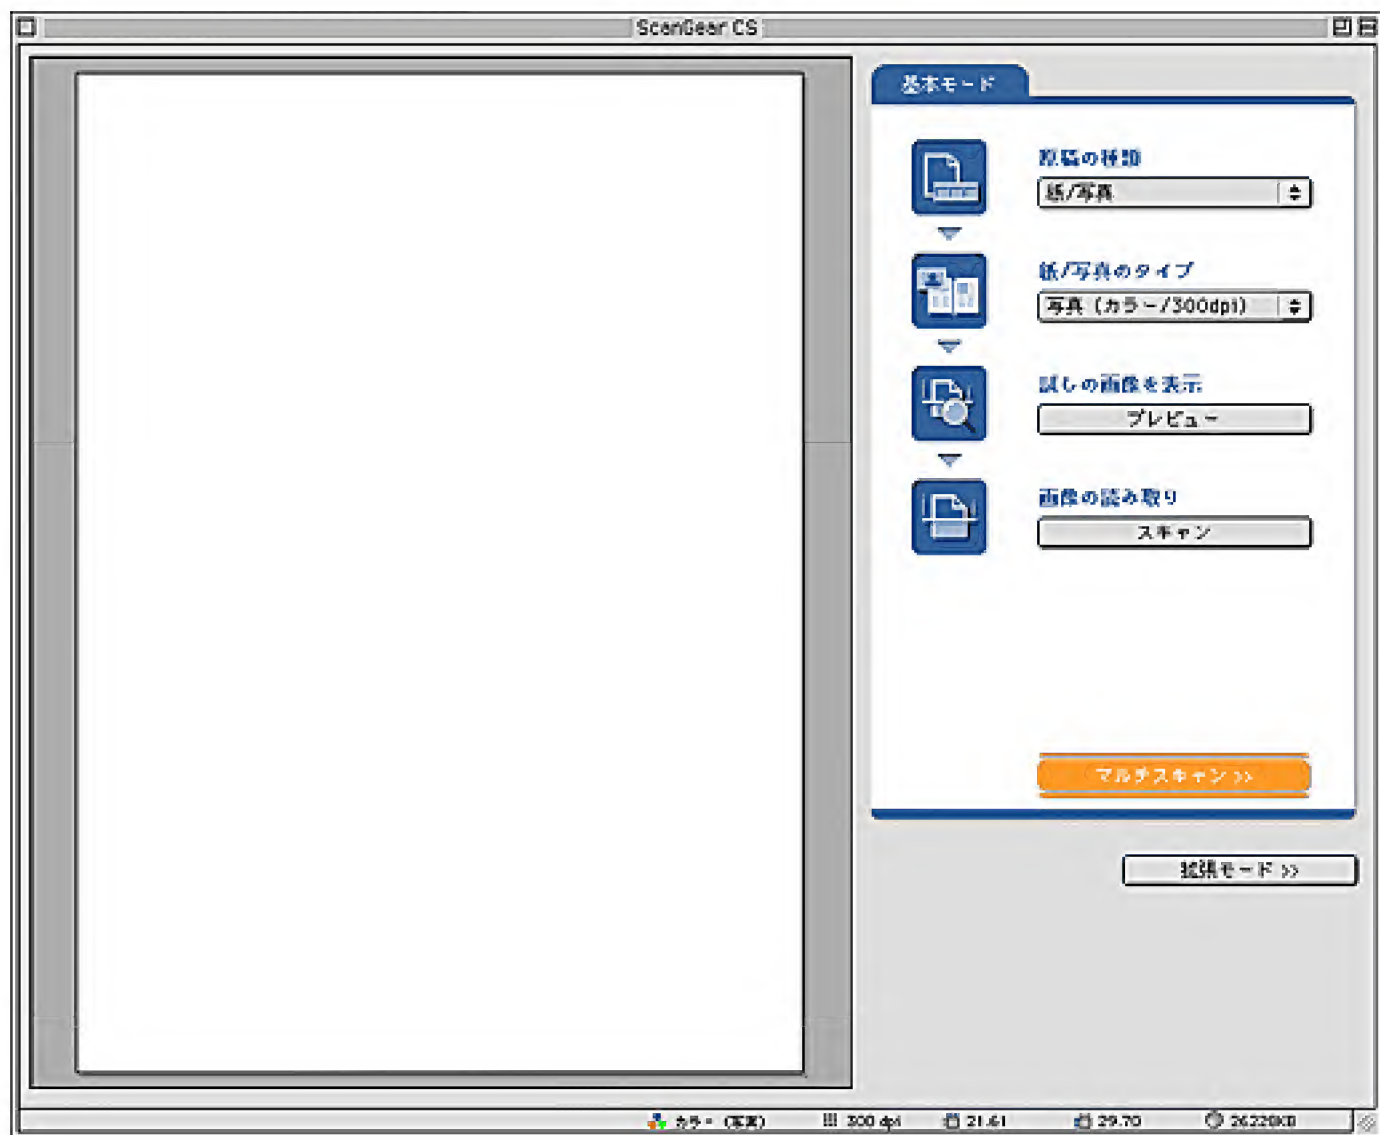 ScanGear CS
基本モード
原稿の種類
紙/写真
紙/写真のタイプ
写真（カラー/300dpi）
試しの画像を表示
プレビュー
画像の読み取り
スキャン
マルチスキャン >>
拡張モード >>
カラー（写真） 300 dpi 21.61 29.70 26220KB